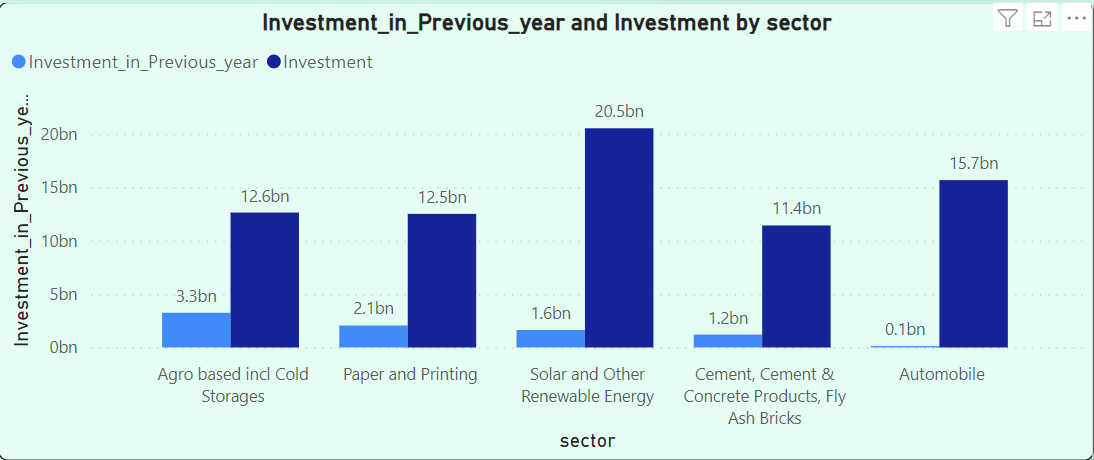 Investment_in_Previous_year and Investment by sector
Investment_in_Previous_year Investment
Investment_in_Previous_ye...
20bn
15bn
10bn
5bn
0bn
3.3bn
12.6bn
2.1bn
12.5bn
1.6bn
20.5bn
1.2bn
11.4bn
0.1bn
15.7bn
Agro based incl Cold
Storages
Paper and Printing
Solar and Other
Renewable Energy
Cement, Cement &
Concrete Products, Fly
Ash Bricks
Automobile
sector